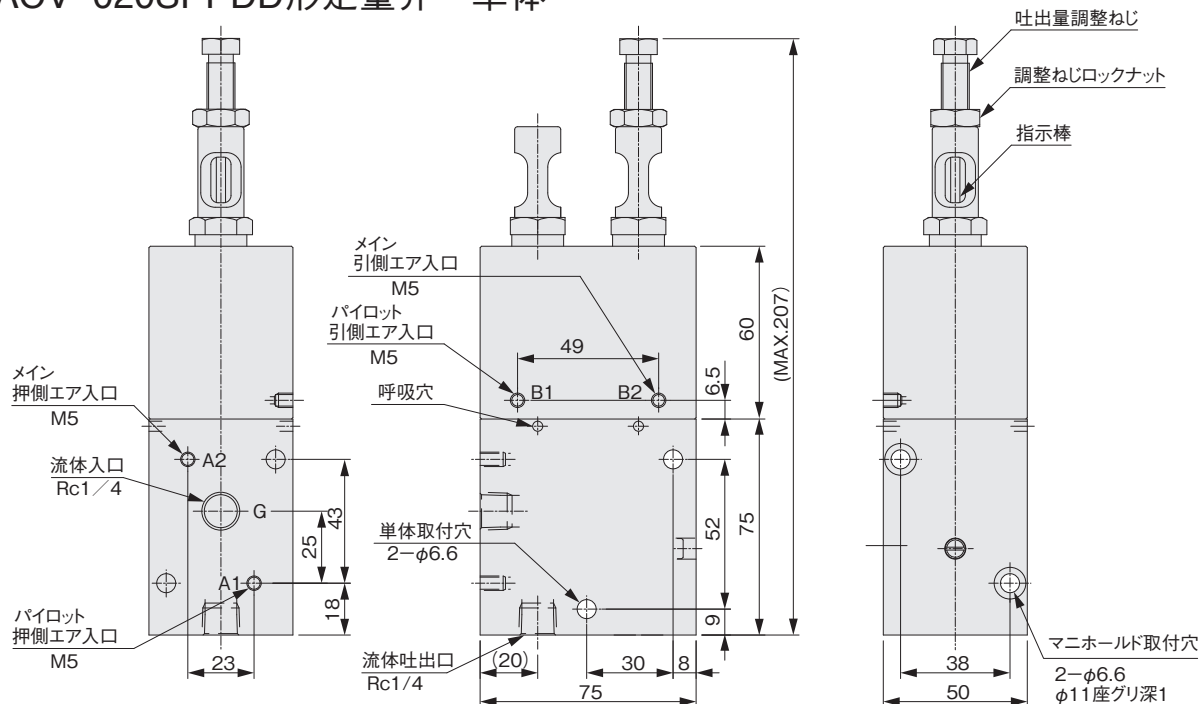 吐出量調整ねじ
調整ねじロックナット
指示棒
メイン
引側エア入口
M5
パイロット
引側エア入口
M5
呼吸穴
49
B1
B2
6.5
60
(MAX.207)
メイン
押側エア入口
M5
A2
流体入口
Rc1／4
G
43
25
A1
18
パイロット
押側エア入口
M5
23
単体取付穴
2−φ6.6
52
75
9
流体吐出口
Rc1/4
(20)
30
8
75
マニホールド取付穴
2−φ6.6
φ11座グリ深1
38
50